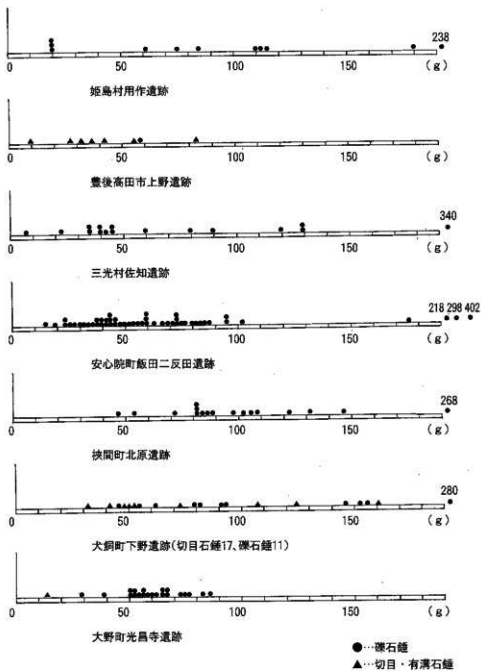 238
0 50 100 150 (g)
姫島村用作遺跡
0 50 100 150 (g)
豊後高田市上野遺跡
340
0 50 100 150 (g)
三光村佐知遺跡
218 298 402
0 50 100 150 (g)
安心院町飯田二反田遺跡
268
0 50 100 150 (g)
挾間町北原遺跡
280
0 50 100 150 (g)
犬飼町下野遺跡(切目石錘17、礫石錘11)
0 50 100 150 (g)
大野町光昌寺遺跡
●…礫石錘
▲…切目・有溝石錘